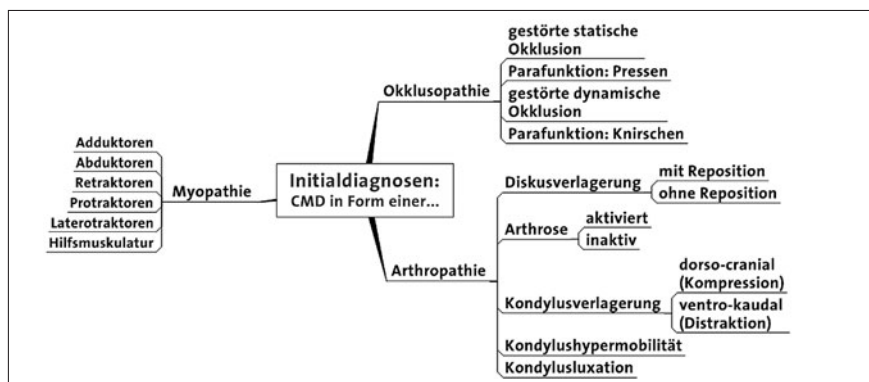 Initialdiagnosen:
CMD in Form einer...
Okklusopathie
gestörte statische
Okklusion
Parafunktion: Pressen
gestörte dynamische
Okklusion
Parafunktion: Knirschen
Myopathie
Adduktoren
Abduktoren
Retraktoren
Protraktoren
Laterotraktoren
Hilfsmuskulatur
Arthropathie
Diskusverlagerung
mit Reposition
ohne Reposition
Arthrose
aktiviert
inaktiv
Kondylusverlagerung
dorso-cranial
(Kompression)
ventro-kaudal
(Distraktion)
Kondylushypermobilität
Kondylusluxation